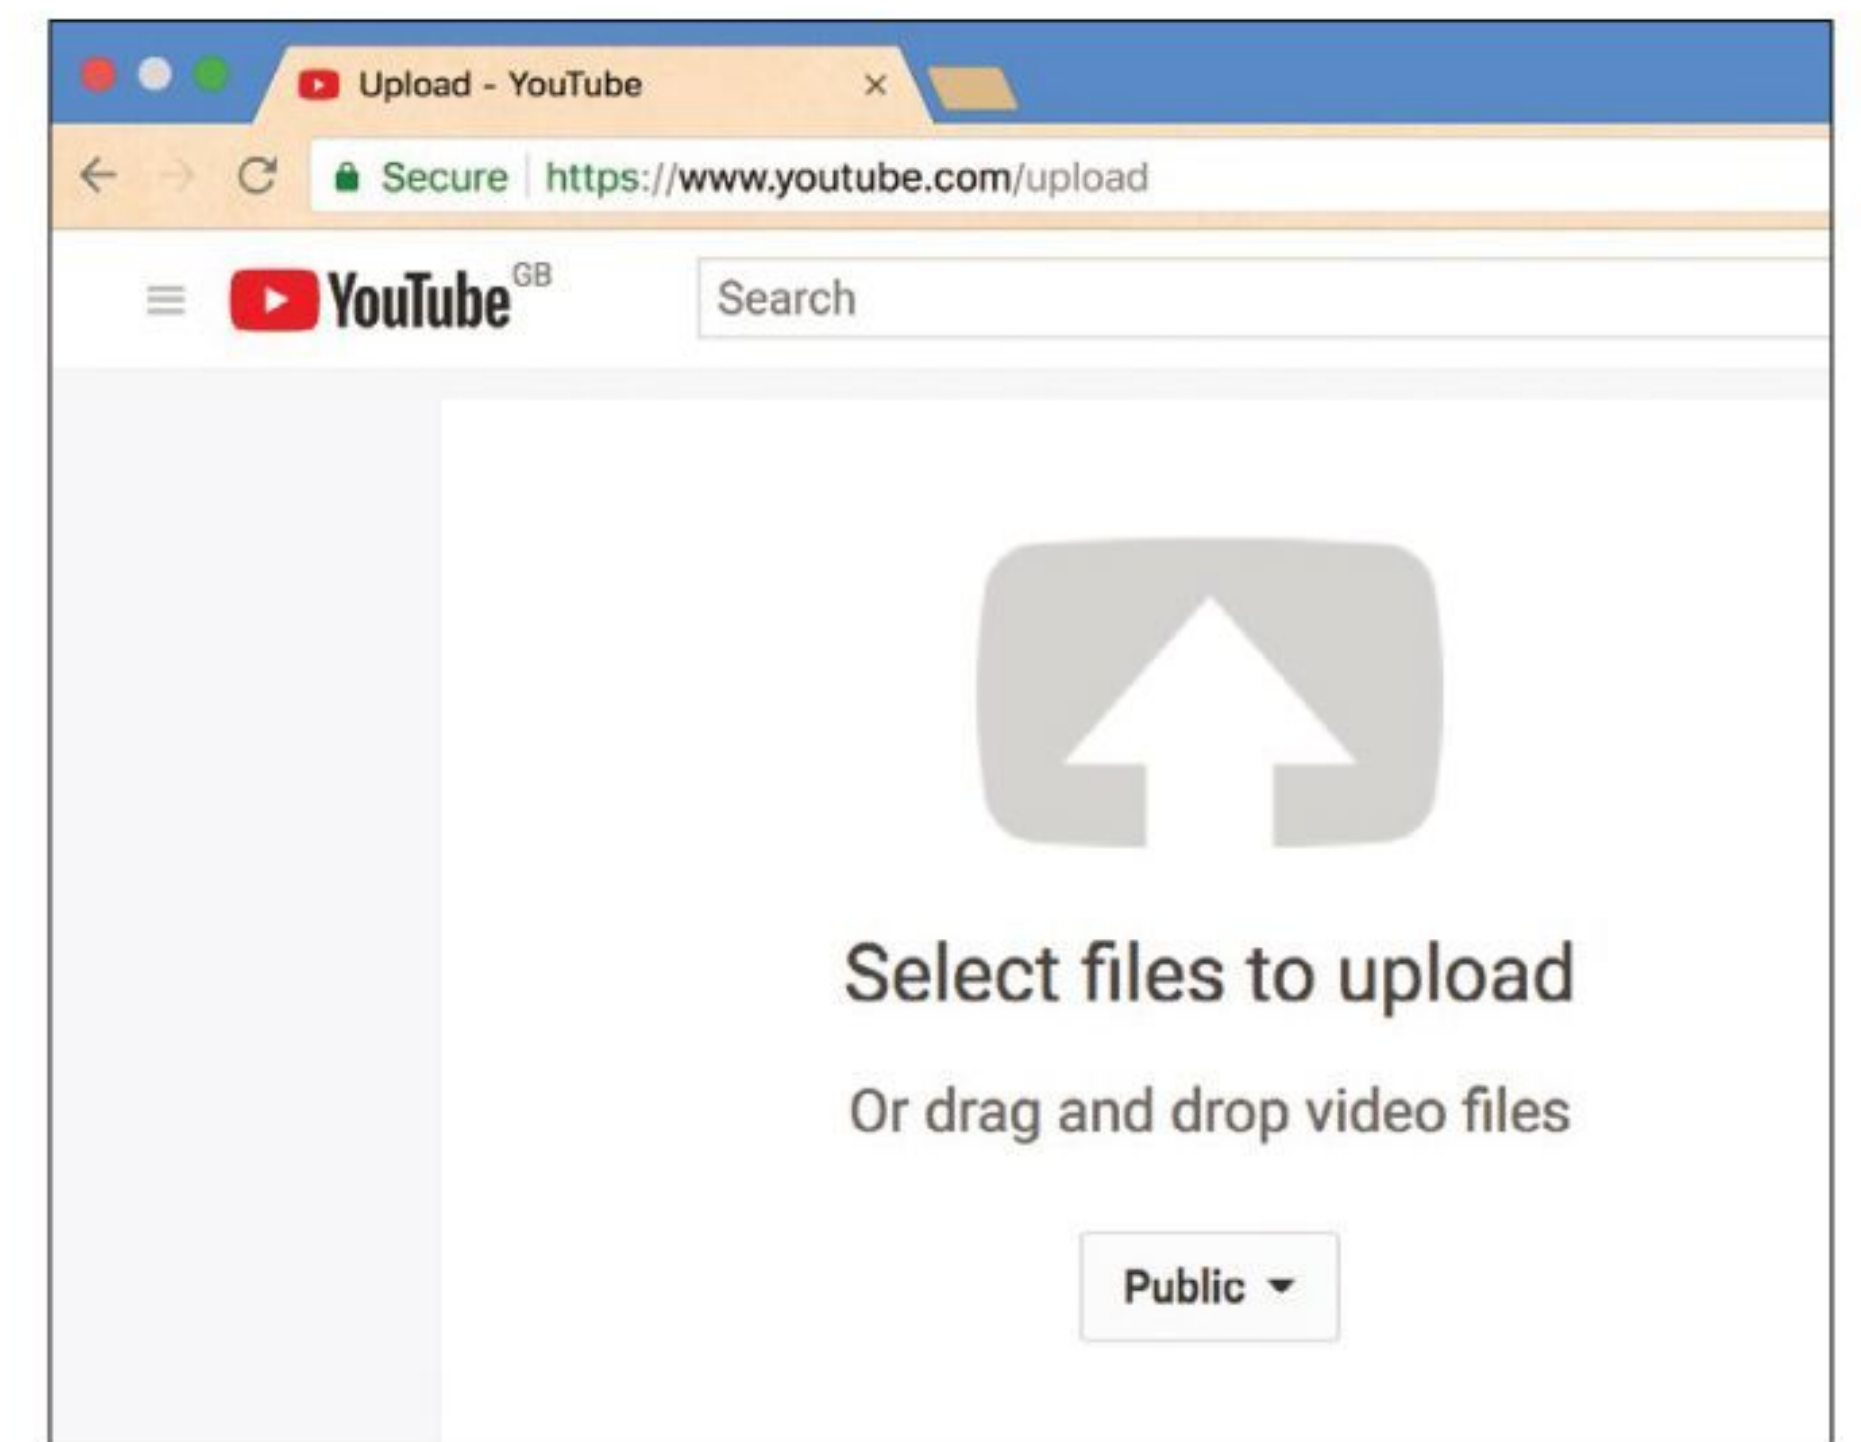 Upload - YouTube
Secure https://www.youtube.com/upload
YouTube GB
Search
Select files to upload
Or drag and drop video files
Public